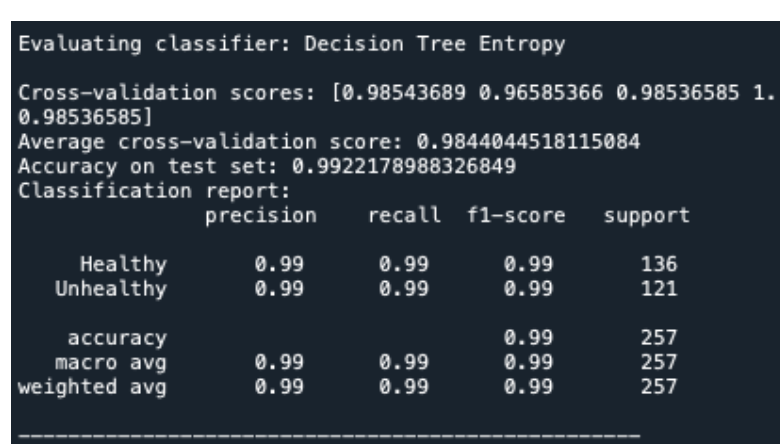 Evaluating classifier: Decision Tree Entropy
Cross-validation scores: [0.98543689 0.96585366 0.98536585 1.
0.98536585]
Average cross-validation score: 0.9844044518115084
Accuracy on test set: 0.9922178988326849
Classification report:
precision recall f1-score support
Healthy 0.99 0.99 0.99 136
Unhealthy 0.99 0.99 0.99 121
accuracy 0.99 257
macro avg 0.99 0.99 0.99 257
weighted avg 0.99 0.99 0.99 257
--------------------------------------------------